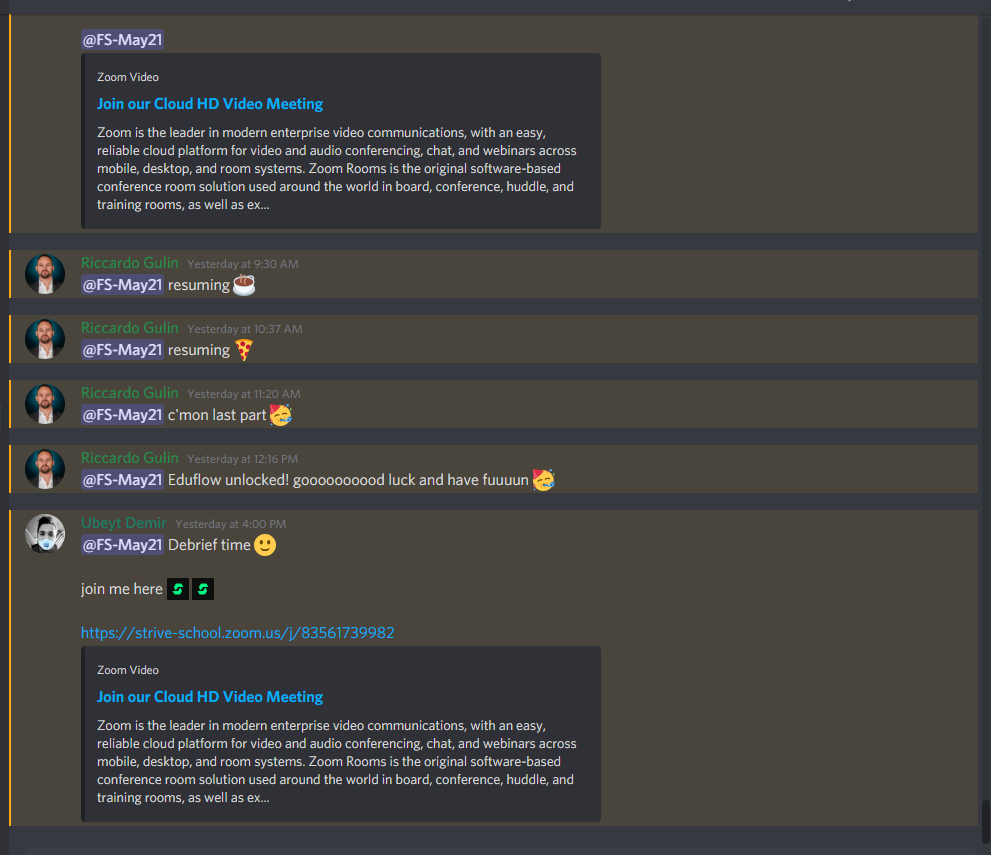 @FS-May21
Zoom Video
Join our Cloud HD Video Meeting
Zoom is the leader in modern enterprise video communications, with an easy,
reliable cloud platform for video and audio conferencing, chat, and webinars across
mobile, desktop, and room systems. Zoom Rooms is the original software-based
conference room solution used around the world in board, conference, huddle, and
training rooms, as well as ex...
Riccardo Gulin Yesterday at 9:30 AM
@FS-May21 resuming ☕
Riccardo Gulin Yesterday at 10:37 AM
@FS-May21 resuming 🍕
Riccardo Gulin Yesterday at 11:20 AM
@FS-May21 c'mon last part 🥳
Riccardo Gulin Yesterday at 12:16 PM
@FS-May21 Eduflow unlocked! goooooooood luck and have fuuuun 🥳
Ubeyt Demir Yesterday at 4:00 PM
@FS-May21 Debrief time 🙂
join me here
https://strive-school.zoom.us/j/83561739982
Zoom Video
Join our Cloud HD Video Meeting
Zoom is the leader in modern enterprise video communications, with an easy,
reliable cloud platform for video and audio conferencing, chat, and webinars across
mobile, desktop, and room systems. Zoom Rooms is the original software-based
conference room solution used around the world in board, conference, huddle, and
training rooms, as well as ex...